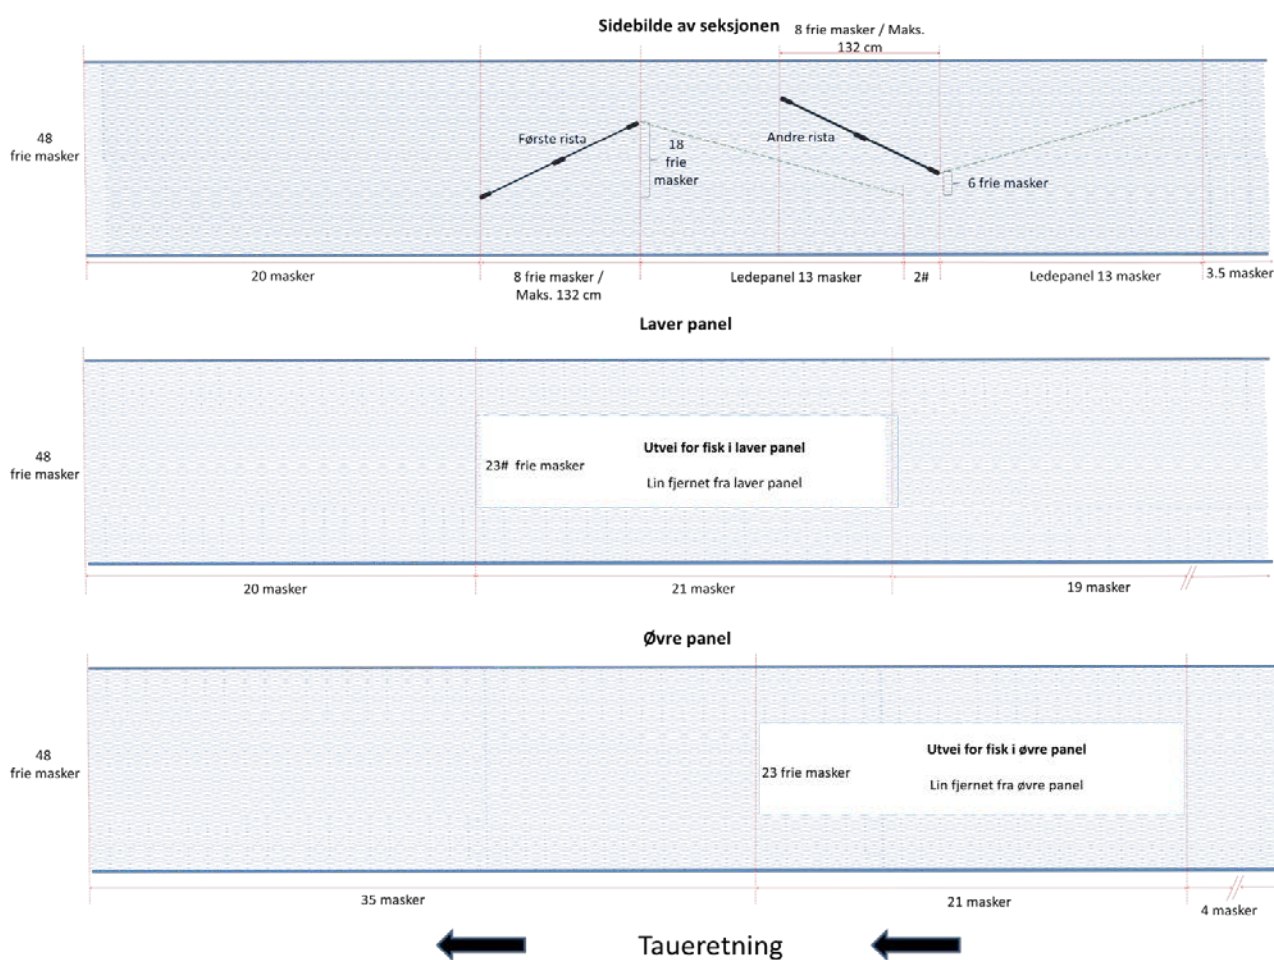 Sidebilde av seksjonen
8 frie masker / Maks.
132 cm
48
frie masker
Første rista
18
frie
masker
Andre rista
6 frie masker
20 masker
8 frie masker /
Maks. 132 cm
Ledepanel 13 masker
2#
Ledepanel 13 masker
3.5 masker
Laver panel
48
frie masker
23# frie masker
Utvei for fisk i laver panel
Lin fjernet fra laver panel
20 masker
21 masker
19 masker
Øvre panel
48
frie masker
23 frie masker
Utvei for fisk i øvre panel
Lin fjernet fra øvre panel
35 masker
21 masker
4 masker
Taueretning